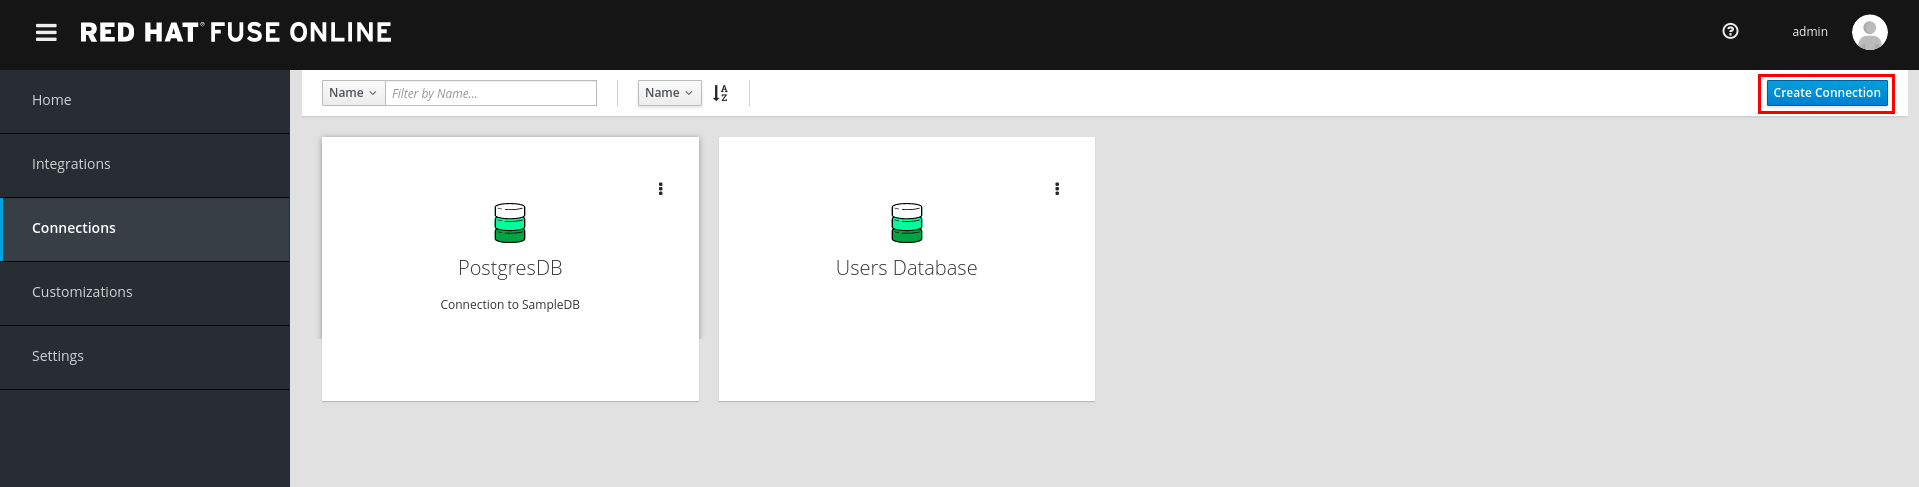 RED HAT® FUSE ONLINE
admin
Home
Integrations
Connections
Customizations
Settings
Name Filter by Name... Name A Z Create Connection
PostgresDB
Connection to SampleDB
Users Database